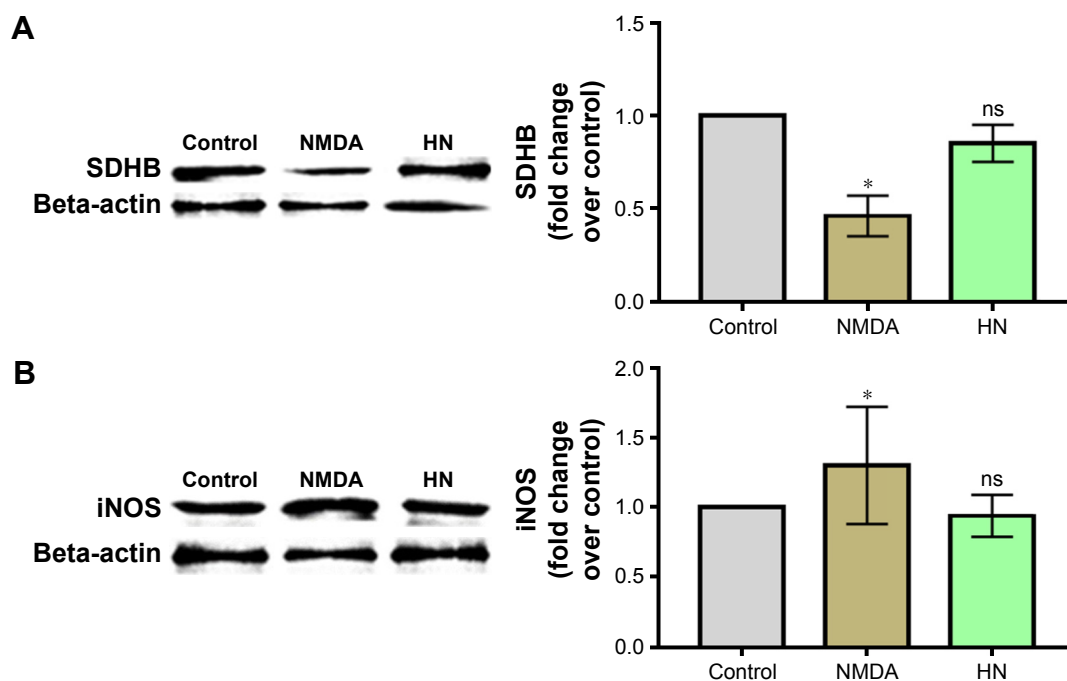 A
Control NMDA HN
SDHB
Beta-actin
SDHB
(fold change
over control)
1.5
1.0
0.5
0.0
*
ns
Control NMDA HN
B
Control NMDA HN
iNOS
Beta-actin
iNOS
(fold change
over control)
2.0
1.5
1.0
0.5
0.0
*
ns
Control NMDA HN